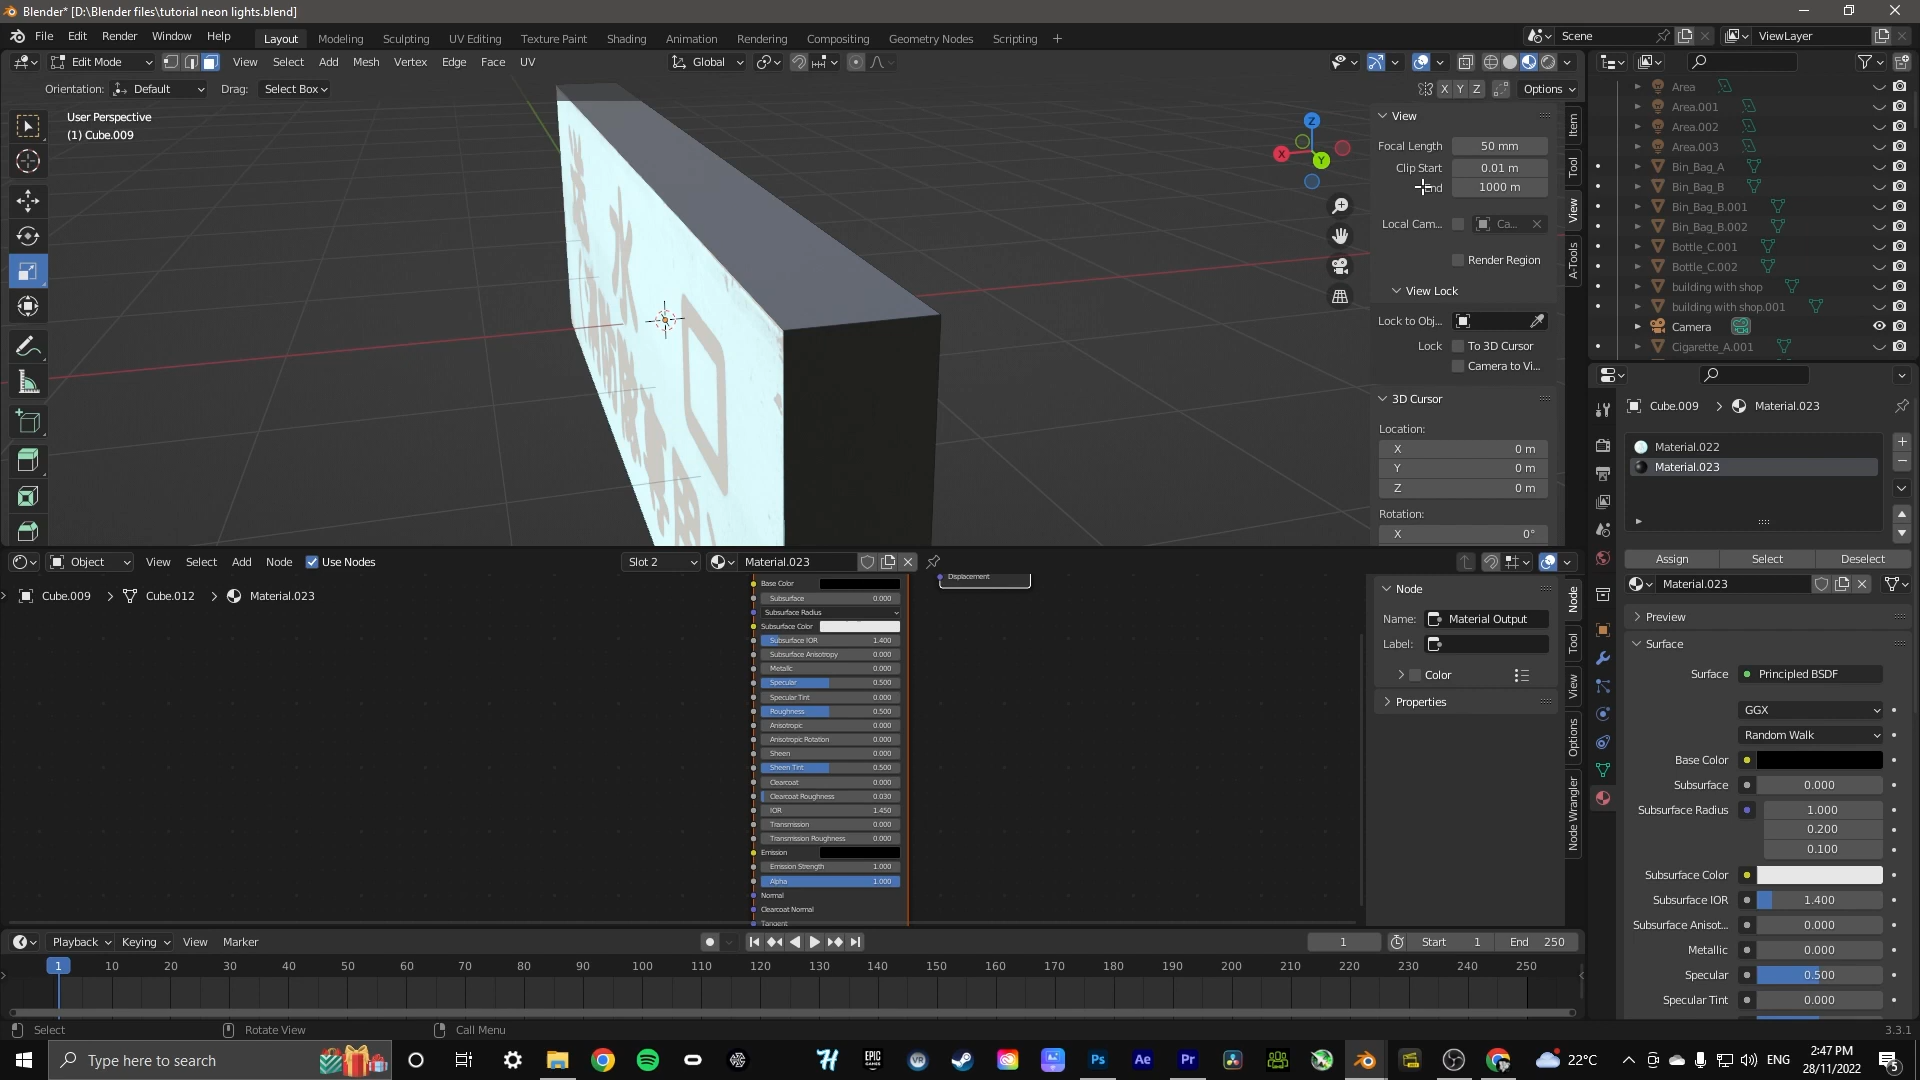 Blender* [D:\Blender files\tutorial neon lights.blend]
File Edit Render Window Help Layout Modeling Sculpting UV Editing Texture Paint Shading Animation Rendering Compositing Geometry Nodes Scripting + Scene ViewLayer
Edit Mode View Select Add Mesh Vertex Edge Face UV Global
Orientation: Default Drag: Select Box X Y Z Options
User Perspective
(1) Cube.009
Z
X
Y
View
Focal Length 50 mm
Clip Start 0.01 m
End 1000 m
Local Cam... Ca...
Render Region
View Lock
Lock to Obj...
Lock To 3D Cursor
Camera to Vi...
3D Cursor
Location:
X 0 m
Y 0 m
Z 0 m
Rotation:
X 0°
Item
Tool
View
A-Tools
Area
Area.001
Area.002
Area.003
Bin_Bag_A
Bin_Bag_B
Bin_Bag_B.001
Bin_Bag_B.002
Bottle_C.001
Bottle_C.002
building with shop
building with shop.001
Camera
Cigarette_A.001
Cube.009 > Material.023
Material.022
Material.023
Assign Select Deselect
Material.023
Preview
Surface
Surface Principled BSDF
GGX
Random Walk
Base Color
Subsurface 0.000
Subsurface Radius 1.000
0.200
0.100
Subsurface Color
Subsurface IOR 1.400
Subsurface Anisot... 0.000
Metallic 0.000
Specular 0.500
Specular Tint 0.000
Object View Select Add Node Use Nodes Slot 2 Material.023
Cube.009 > Cube.012 > Material.023
Displacement
Base Color
Subsurface 0.000
Subsurface Radius
Subsurface Color
Subsurface IOR 1.400
Subsurface Anisotropy 0.000
Metallic 0.000
Specular 0.500
Specular Tint 0.000
Roughness 0.500
Anisotropic 0.000
Anisotropic Rotation 0.000
Sheen 0.000
Sheen Tint 0.500
Clearcoat 0.000
Clearcoat Roughness 0.030
IOR 1.450
Transmission 0.000
Transmission Roughness 0.000
Emission
Emission Strength 1.000
Alpha 1.000
Normal
Clearcoat Normal
Tangent
Node
Name: Material Output
Label:
Color
Properties
Node
Tool
View
Options
Node Wrangler
Playback Keying View Marker 1 Start 1 End 250
1 10 20 30 40 50 60 70 80 90 100 110 120 130 140 150 160 170 180 190 200 210 220 230 240 250
Select Rotate View Call Menu 3.3.1
Type here to search EPIC GAMES VR Ps Ae Pr 22°C ENG 2:47 PM
28/11/2022
5